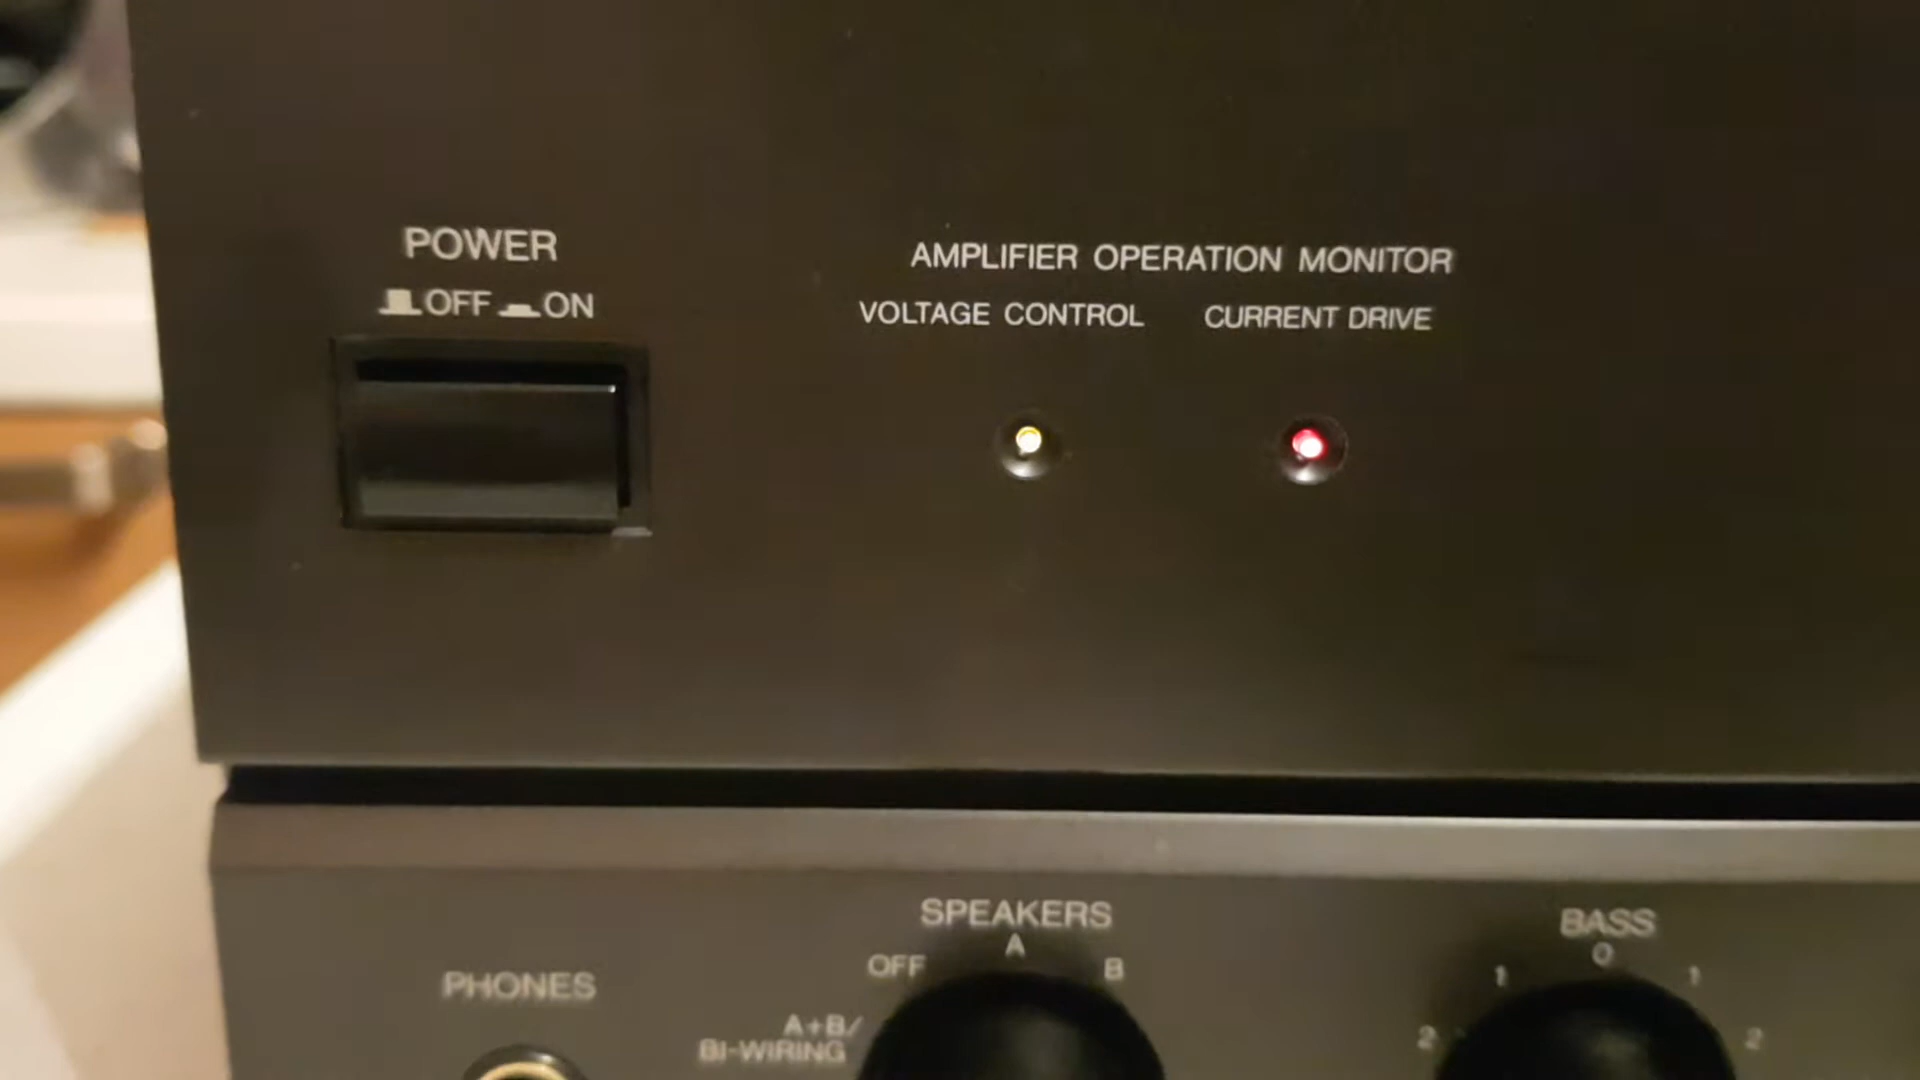 POWER
OFF ON
AMPLIFIER OPERATION MONITOR
VOLTAGE CONTROL CURRENT DRIVE
SPEAKERS
OFF A B
A+B/
BI-WIRING
PHONES
BASS
2 1 0 1 2